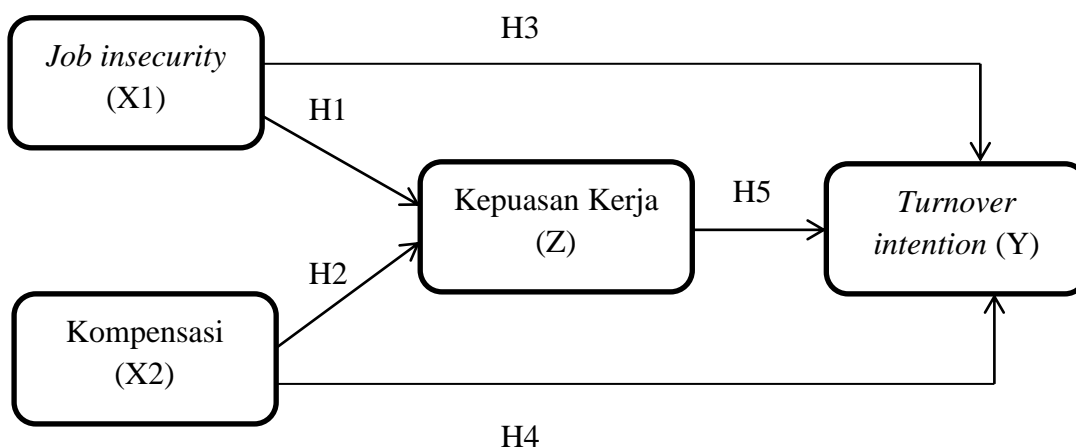 H3
Job insecurity
(X1)
H1
Kepuasan Kerja
(Z)
H5
Turnover
intention (Y)
H2
Kompensasi
(X2)
H4